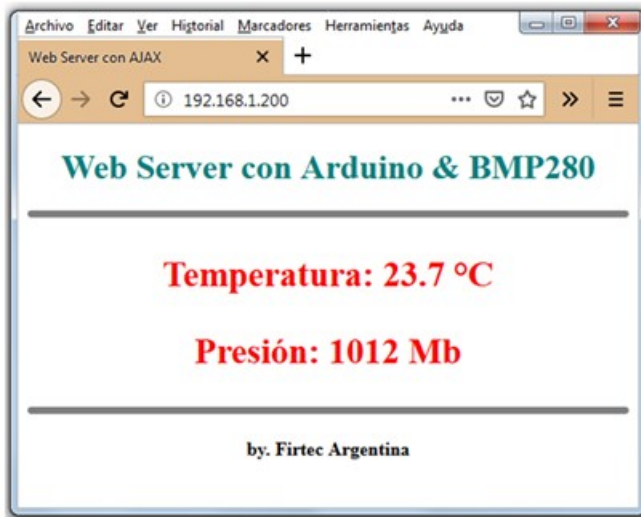 Archivo Editar Ver Historial Marcadores Herramientas Ayuda
Web Server con AJAX
192.168.1.200
Web Server con Arduino & BMP280
Temperatura: 23.7 °C
Presión: 1012 Mb
by. Firtec Argentina